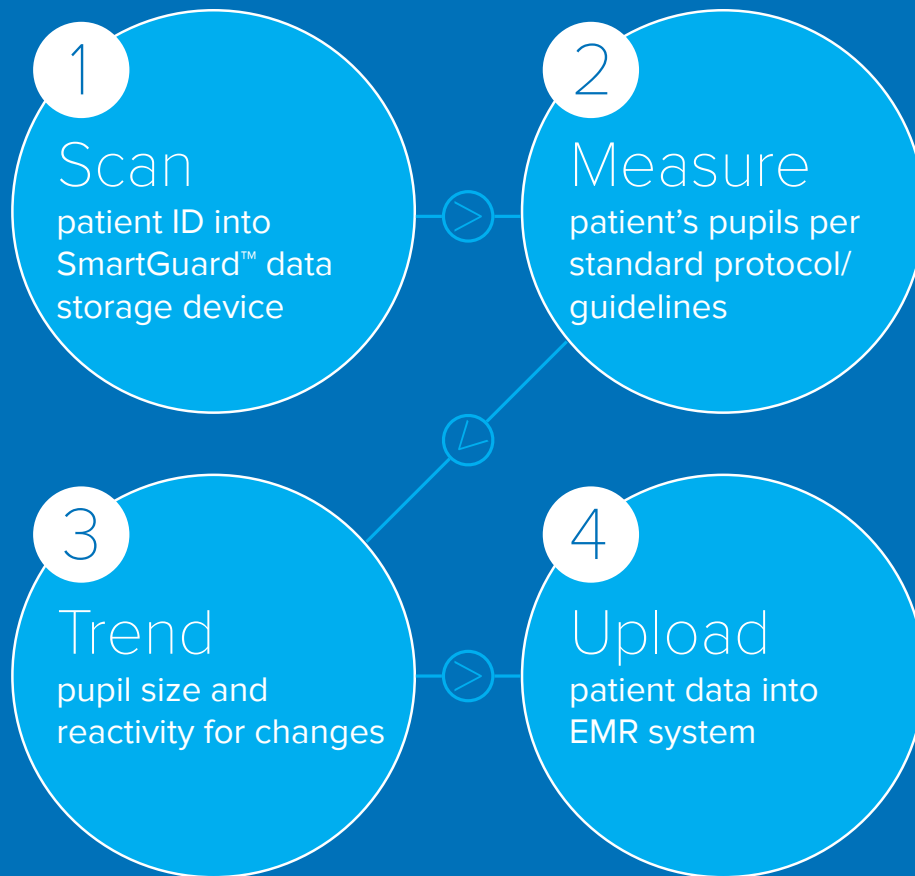 1
Scan
patient ID into
SmartGuard™ data
storage device
2
Measure
patient's pupils per
standard protocol/
guidelines
3
Trend
pupil size and
reactivity for changes
4
Upload
patient data into
EMR system